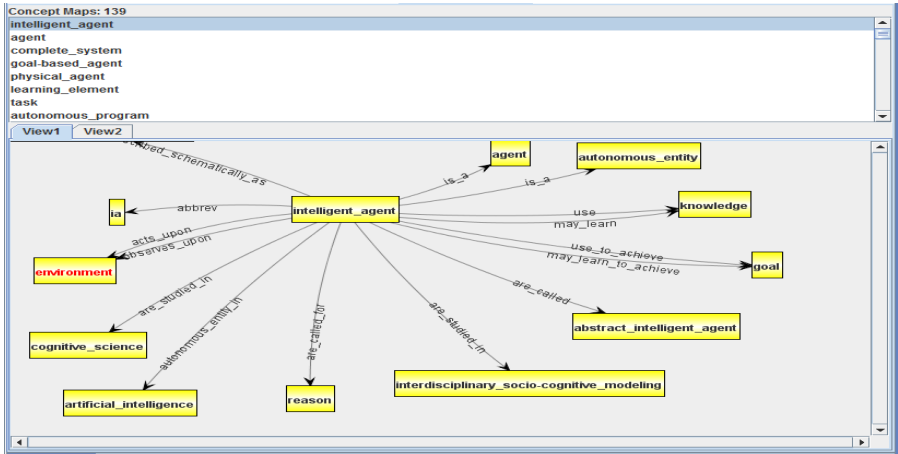 Concept Maps: 139
intelligent_agent
agent
complete_system
goal-based_agent
physical_agent
learning_element
task
autonomous_program
View1 View2
cribed_schematically_as
agent
autonomous_entity
is_a
is_a
intelligent_agent
ia
abbrev
knowledge
use
may_learn
acts_upon
observes_upon
environment
use_to_achieve
may_learn_to_achieve
goal
are_studied_in
autonomous_entity_in
are_called_for
are_studied_in
are_called
abstract_intelligent_agent
cognitive_science
interdisciplinary_socio-cognitive_modeling
artificial_intelligence
reason